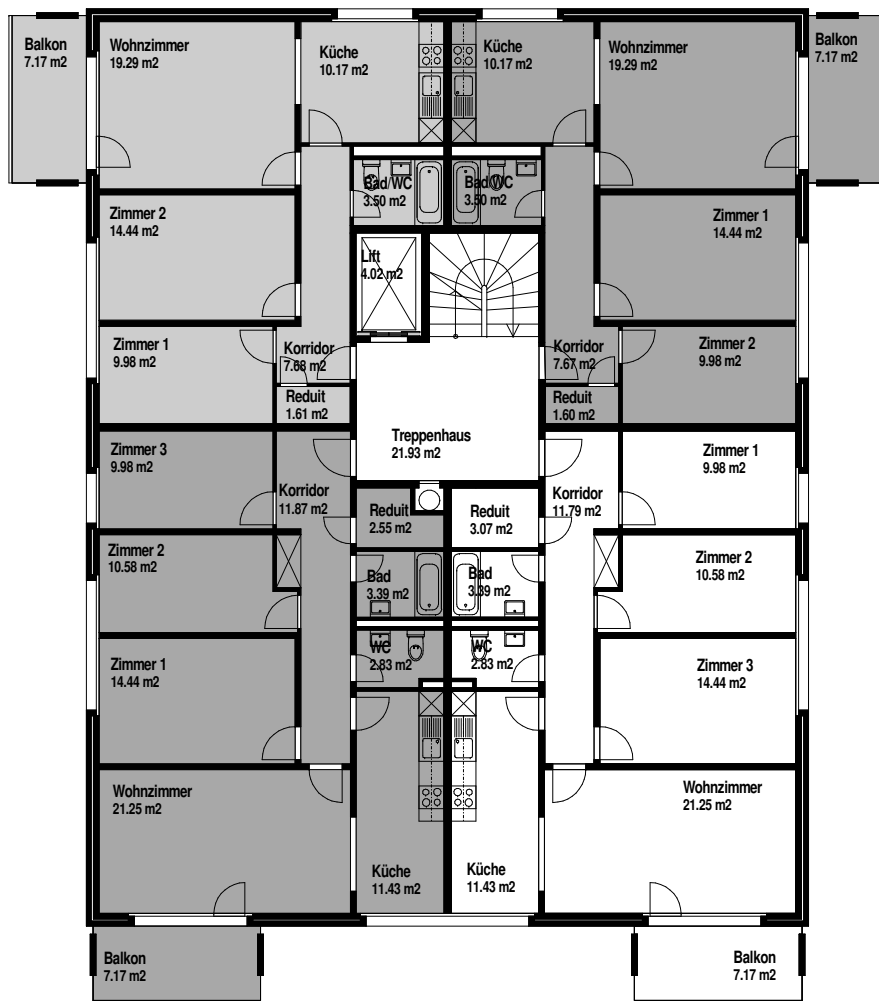 Balkon
7.17 m2
Wohnzimmer
19.29 m2
Küche
10.17 m2
Küche
10.17 m2
Wohnzimmer
19.29 m2
Balkon
7.17 m2
Bad/WC
3.50 m2
Bad/WC
3.50 m2
Zimmer 2
14.44 m2
Zimmer 1
14.44 m2
Lift
4.02 m2
Zimmer 1
9.98 m2
Korridor
7.68 m2
Korridor
7.67 m2
Zimmer 2
9.98 m2
Reduit
1.61 m2
Reduit
1.60 m2
Treppenhaus
21.93 m2
Zimmer 3
9.98 m2
Zimmer 1
9.98 m2
Korridor
11.87 m2
Korridor
11.79 m2
Reduit
2.55 m2
Reduit
3.07 m2
Zimmer 2
10.58 m2
Zimmer 2
10.58 m2
Bad
3.39 m2
Bad
3.39 m2
WC
2.83 m2
WC
2.83 m2
Zimmer 1
14.44 m2
Zimmer 3
14.44 m2
Wohnzimmer
21.25 m2
Wohnzimmer
21.25 m2
Küche
11.43 m2
Küche
11.43 m2
Balkon
7.17 m2
Balkon
7.17 m2